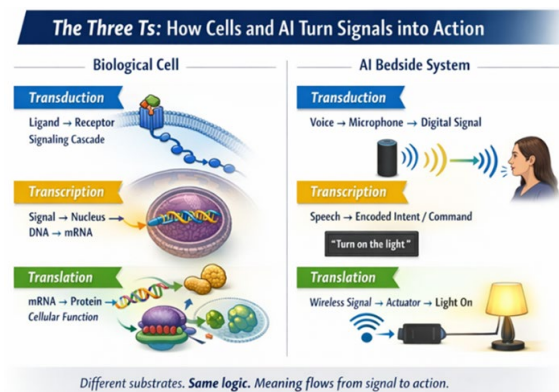 The Three Ts: How Cells and AI Turn Signals into Action
Biological Cell
Transduction
Ligand → Receptor
Signaling Cascade
Transcription
Signal → Nucleus →
DNA → mRNA
Translation
mRNA → Protein
Cellular Function
AI Bedside System
Transduction
Voice → Microphone → Digital Signal
Transcription
Speech → Encoded Intent / Command
"Turn on the light"
Translation
Wireless Signal → Actuator → Light On
Different substrates. Same logic. Meaning flows from signal to action.